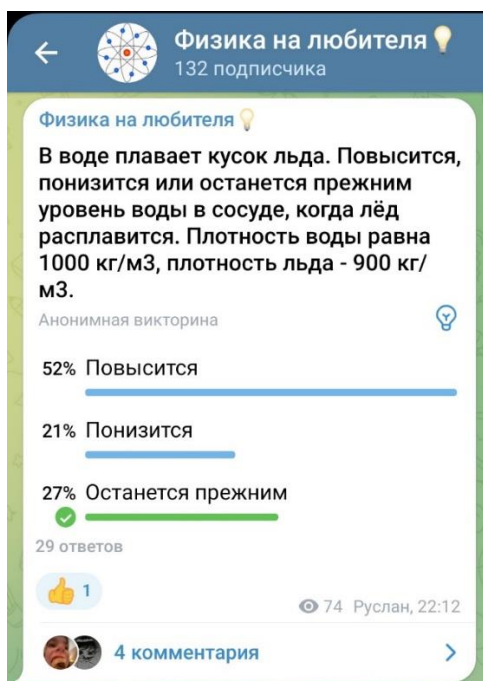 Физика на любителя💡
132 подписчика
Физика на любителя💡
В воде плавает кусок льда. Повысится,
понизится или останется прежним
уровень воды в сосуде, когда лёд
расплавится. Плотность воды равна
1000 кг/м3, плотность льда - 900 кг/
м3.
Анонимная викторина
52% Повысится
21% Понизится
27% Останется прежним
29 ответов
👍 1
74 Руслан, 22:12
4 комментария